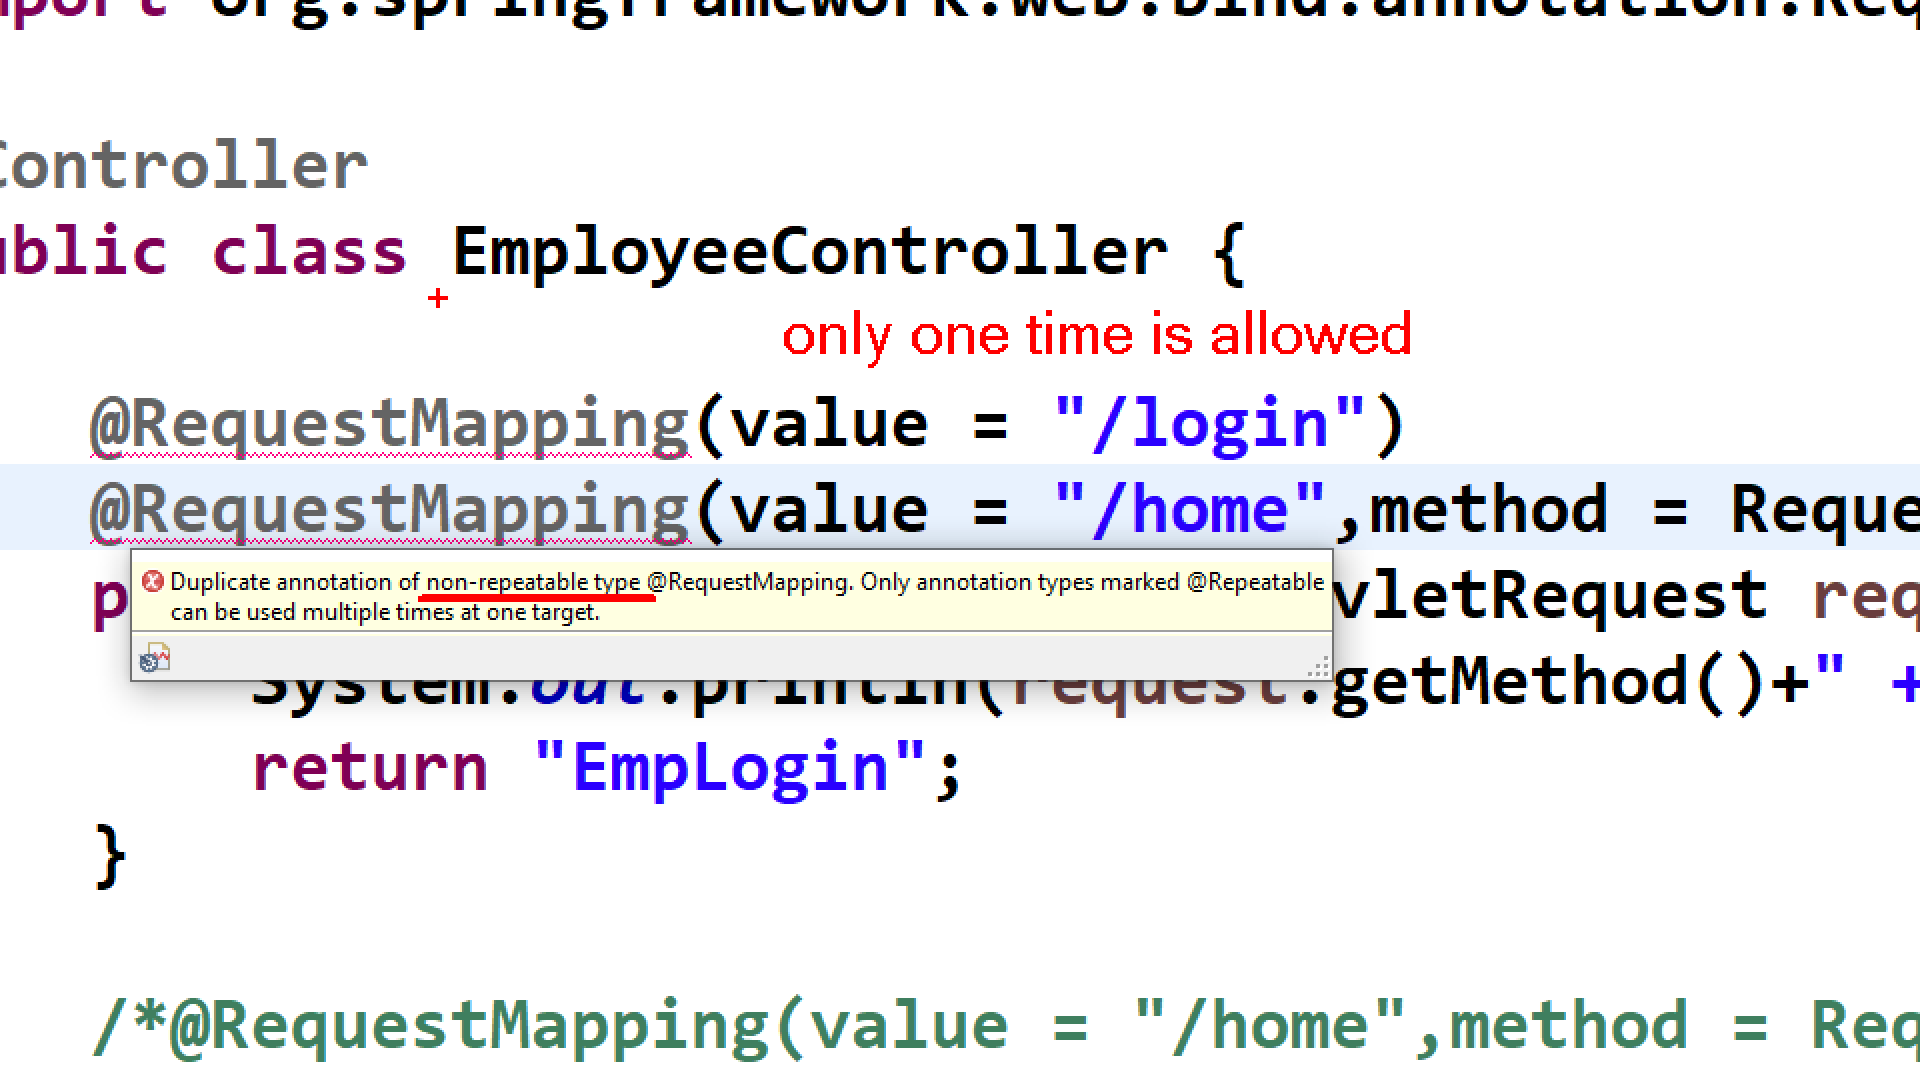 mport org.springframework.web.bind.annotation.Req
Controller
ublic class EmployeeController {
only one time is allowed
@RequestMapping(value = "/login")
@RequestMapping(value = "/home",method = Reque
Duplicate annotation of non-repeatable type @RequestMapping. Only annotation types marked @Repeatable
can be used multiple times at one target.
p vletRequest req
System.out.println(request.getMethod()+" +
return "EmpLogin";
}
/*@RequestMapping(value = "/home",method = Req